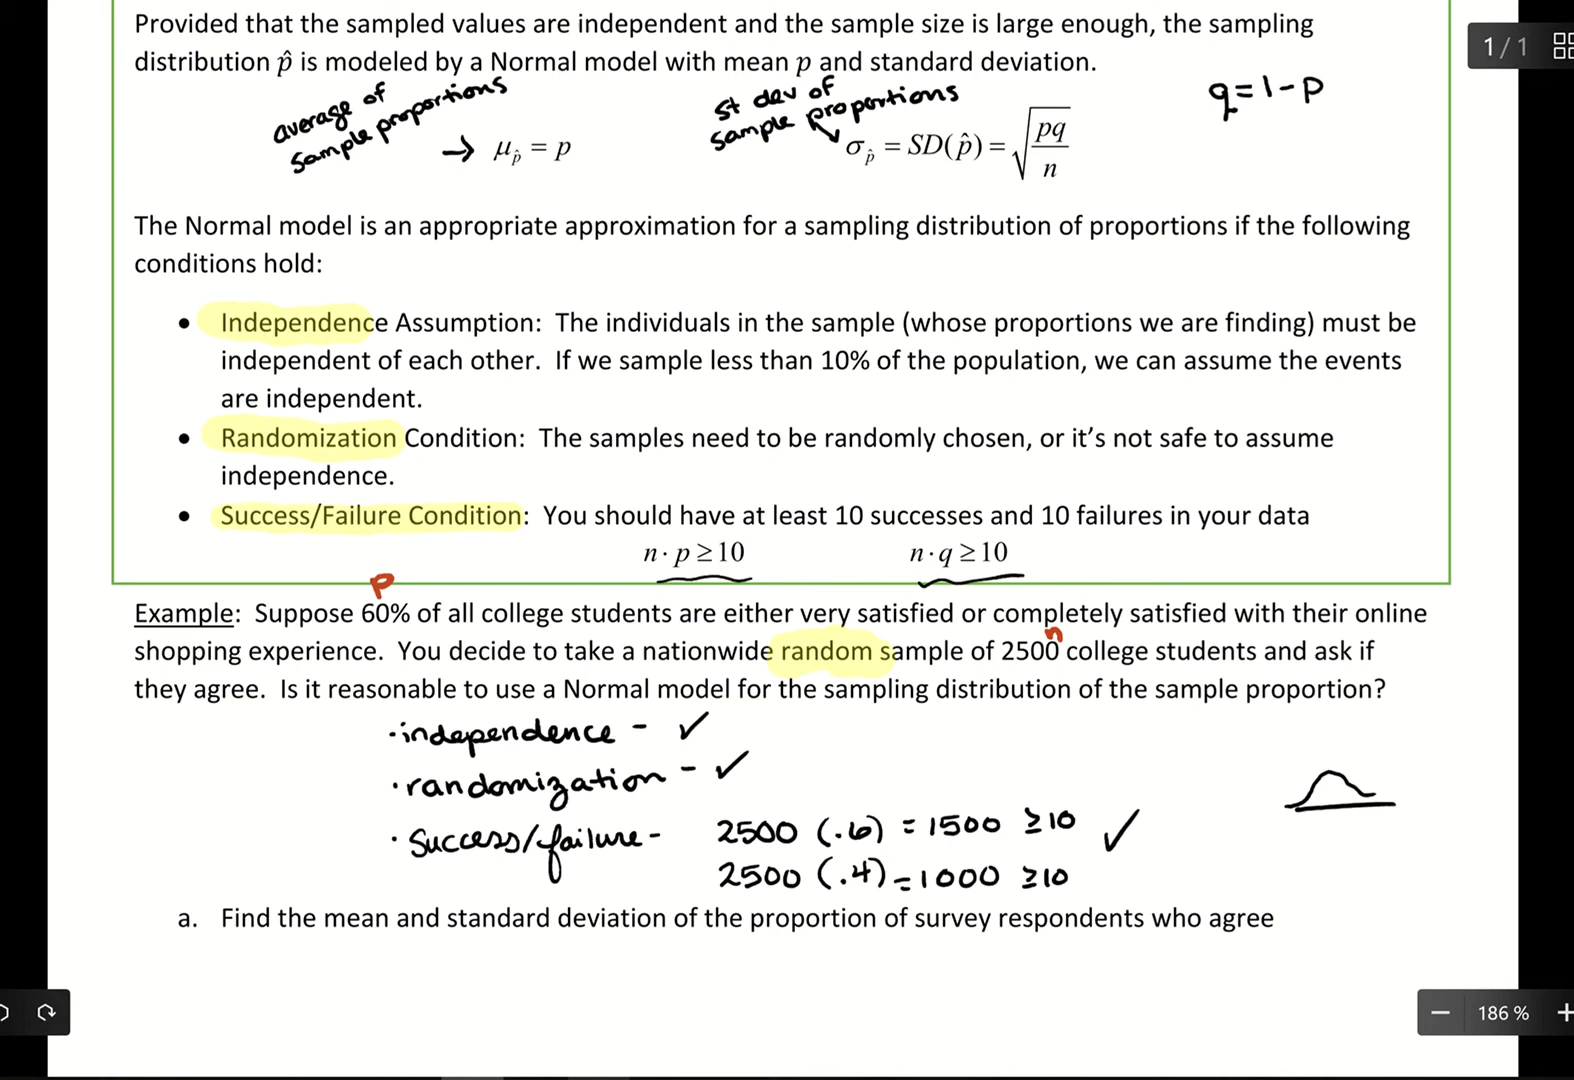 Provided that the sampled values are independent and the sample size is large enough, the sampling
distribution p̂ is modeled by a Normal model with mean p and standard deviation.
average of
sample proportions
→ μ_p̂ = p
st dev of
sample proportions
σ_p̂ = SD(p̂) = √(pq/n)
q=1-p
The Normal model is an appropriate approximation for a sampling distribution of proportions if the following
conditions hold:
• Independence Assumption: The individuals in the sample (whose proportions we are finding) must be
independent of each other. If we sample less than 10% of the population, we can assume the events
are independent.
• Randomization Condition: The samples need to be randomly chosen, or it's not safe to assume
independence.
• Success/Failure Condition: You should have at least 10 successes and 10 failures in your data
n · p ≥ 10 n · q ≥ 10
p
Example: Suppose 60% of all college students are either very satisfied or completely satisfied with their online
n
shopping experience. You decide to take a nationwide random sample of 2500 college students and ask if
they agree. Is it reasonable to use a Normal model for the sampling distribution of the sample proportion?
·independence - ✓
·randomization - ✓
·Success/failure - 2500 (.6) = 1500 ≥10 ✓
2500 (.4) = 1000 ≥10
a. Find the mean and standard deviation of the proportion of survey respondents who agree
1 / 1
186 %